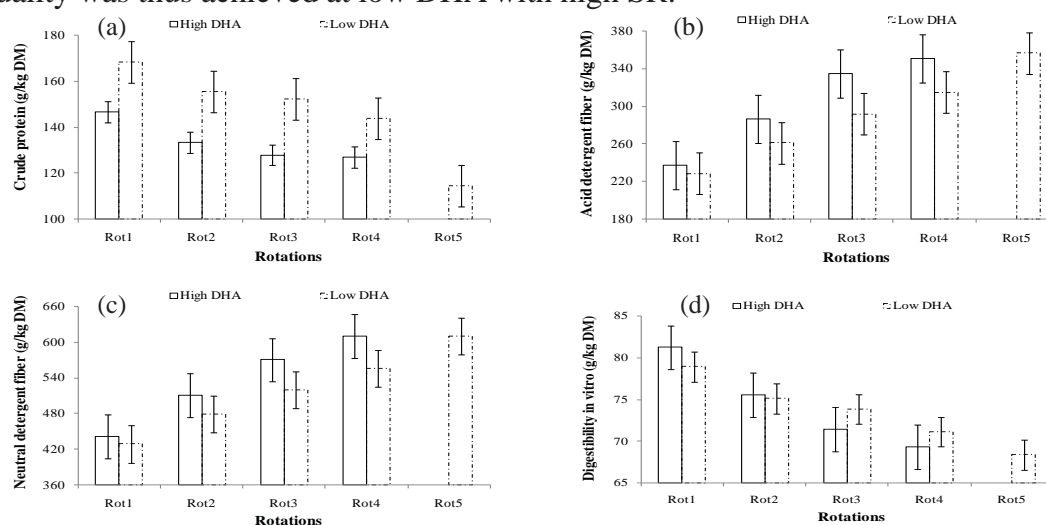 quality was thus achieved at low DHA with high SR.
(a)
High DHA Low DHA
Crude protein (g/kg DM)
180
160
140
120
100
Rot1 Rot2 Rot3 Rot4 Rot5
Rotations
(b)
High DHA Low DHA
Acid detergent fiber (g/kg DM)
380
340
300
260
220
180
Rot1 Rot2 Rot3 Rot4 Rot5
Rotations
(c)
High DHA Low DHA
Neutral detergent fiber (g/kg DM)
660
600
540
480
420
360
Rot1 Rot2 Rot3 Rot4 Rot5
Rotations
(d)
High DHA Low DHA
Digestibility in vitro (g/kg DM)
85
80
75
70
65
Rot1 Rot2 Rot3 Rot4 Rot5
Rotations